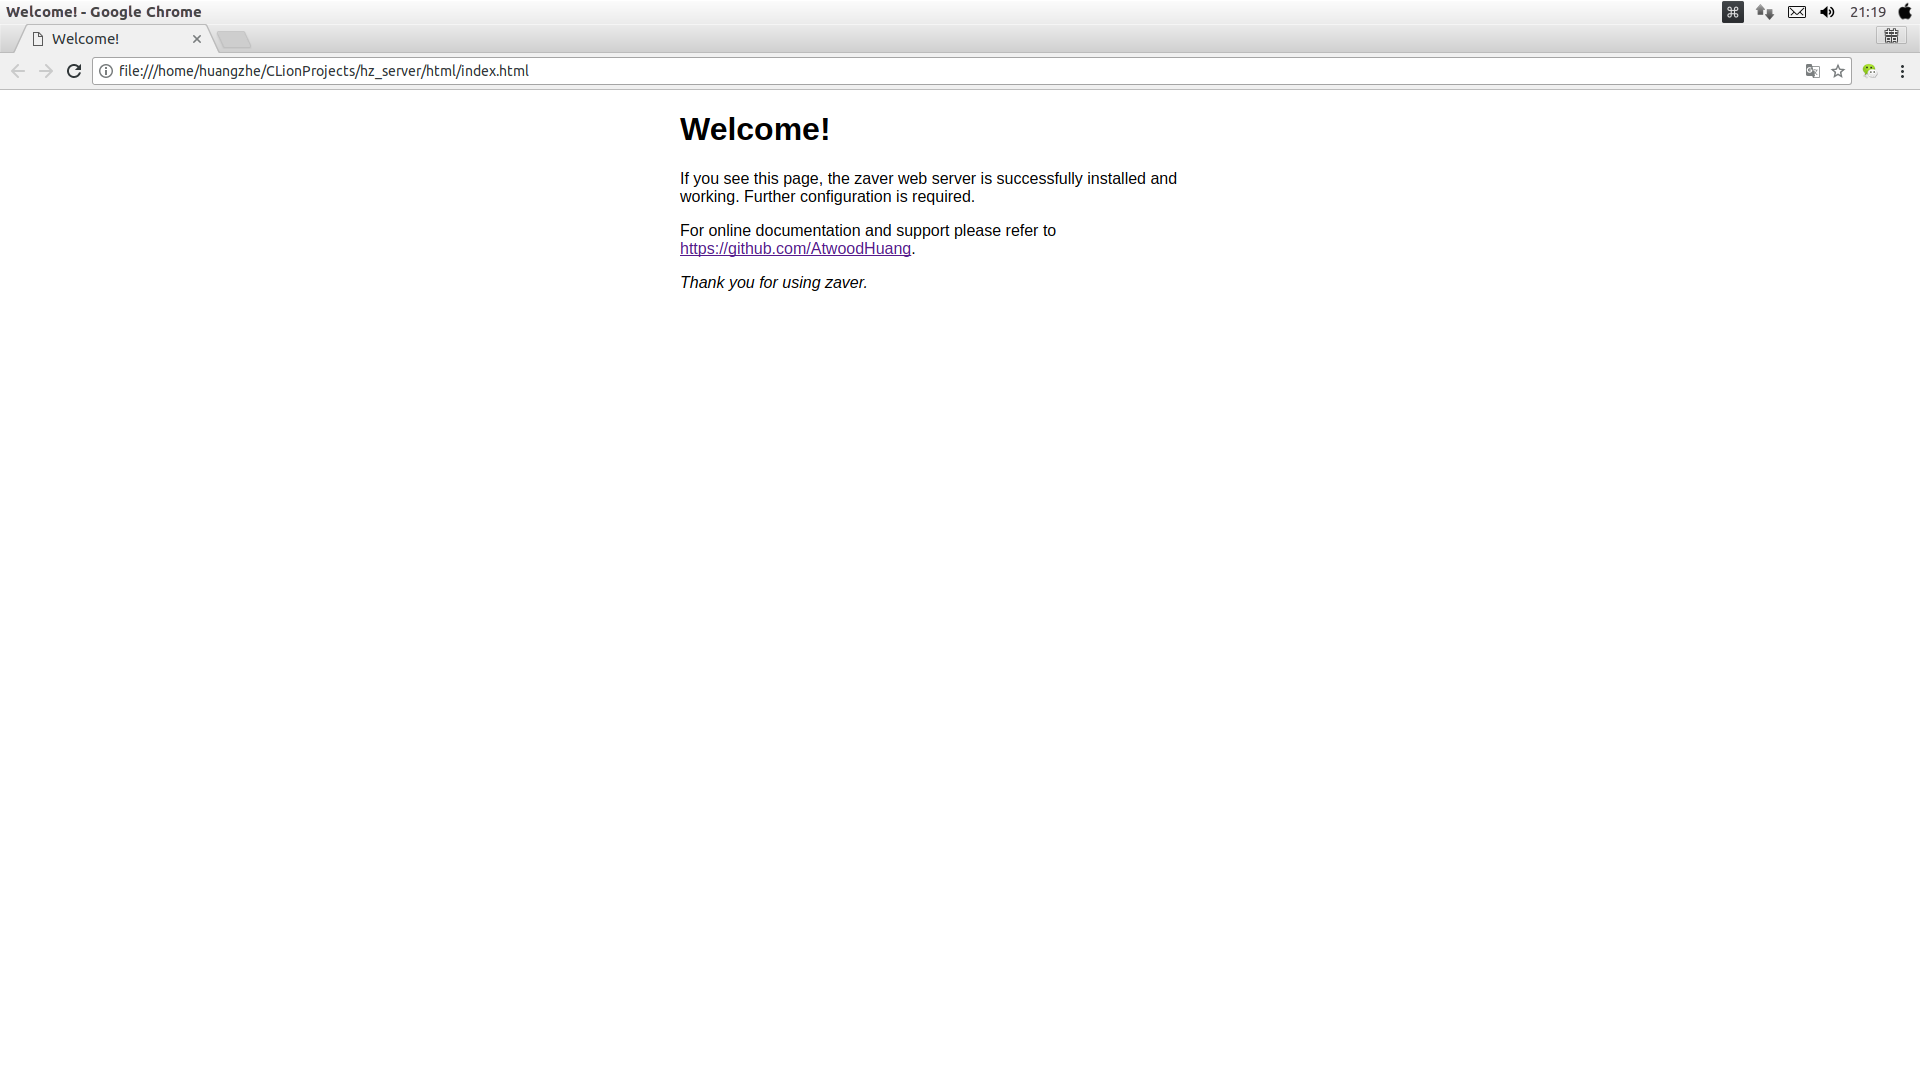 Welcome! - Google Chrome
21:19
Welcome!
file:///home/huangzhe/CLionProjects/hz_server/html/index.html
Welcome!
If you see this page, the zaver web server is successfully installed and
working. Further configuration is required.
For online documentation and support please refer to
https://github.com/AtwoodHuang.
Thank you for using zaver.